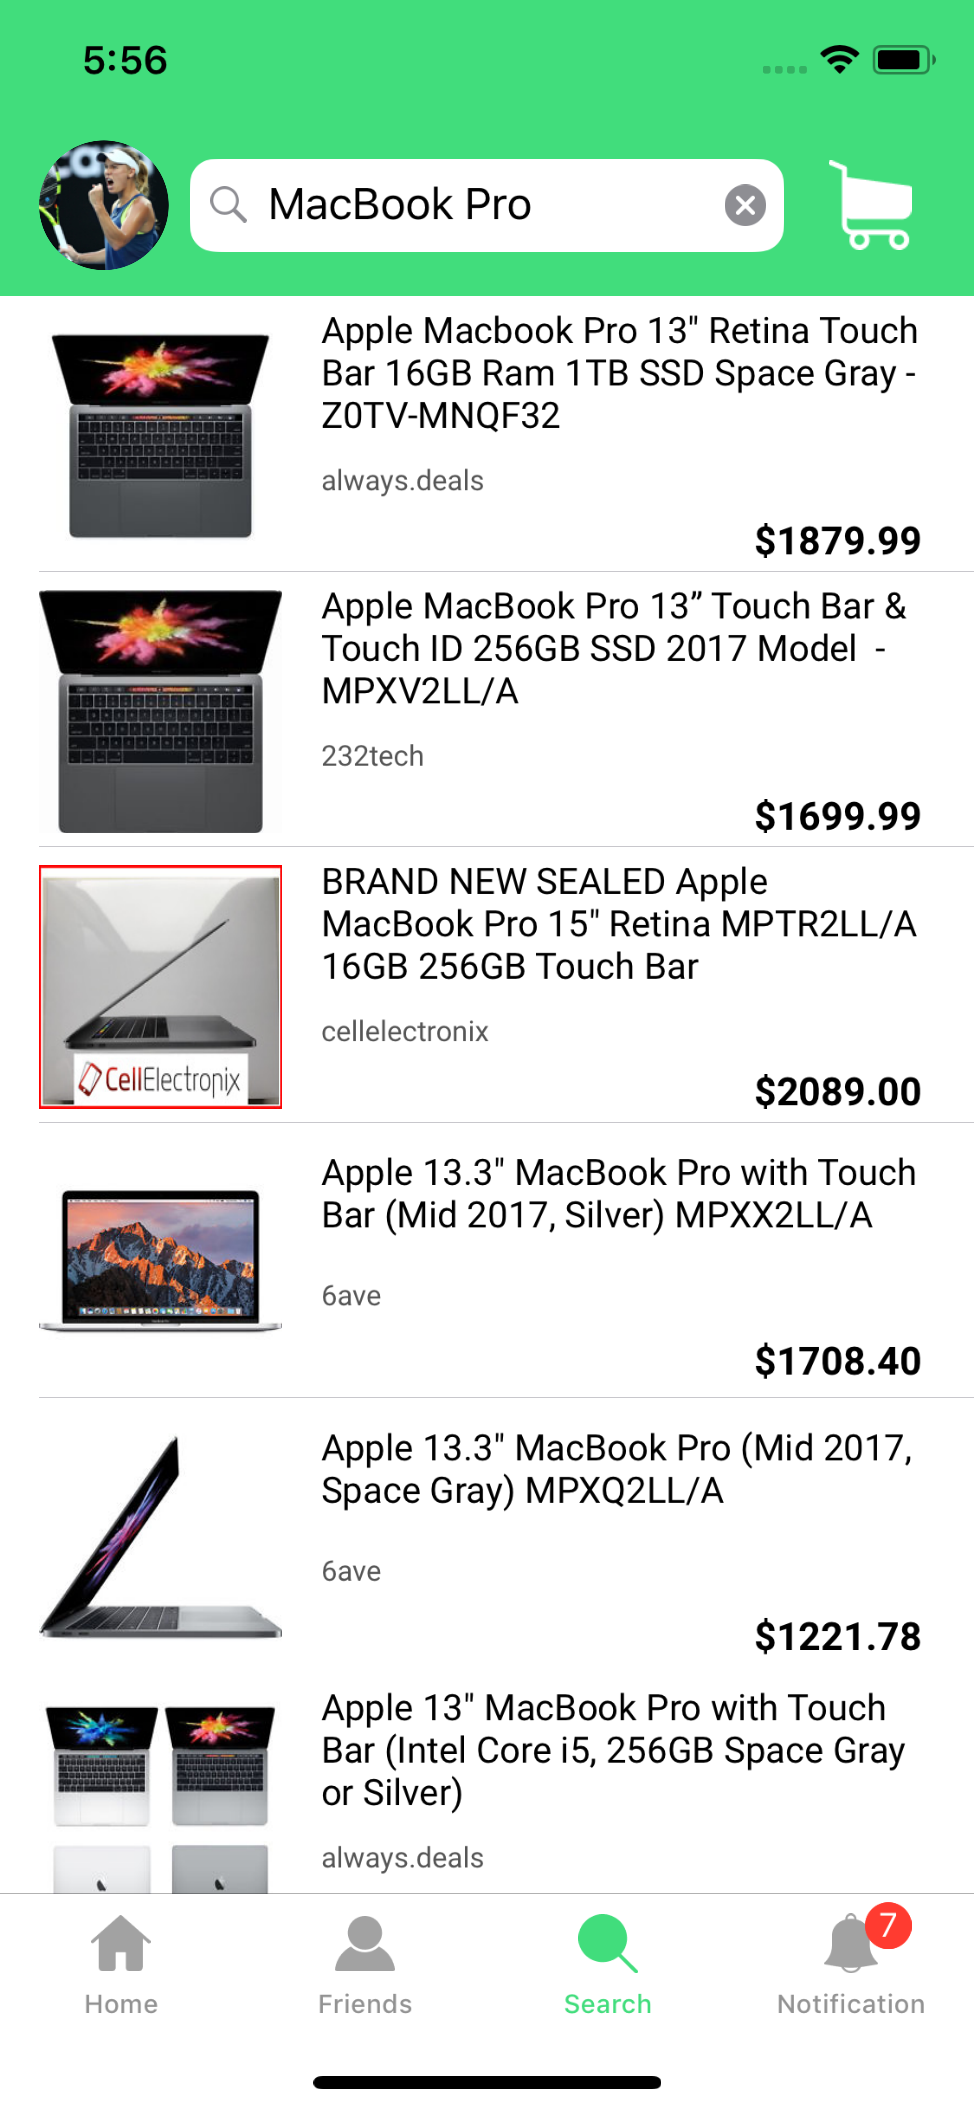 5:56
MacBook Pro
Apple Macbook Pro 13" Retina Touch
Bar 16GB Ram 1TB SSD Space Gray -
Z0TV-MNQF32
always.deals
$1879.99
Apple MacBook Pro 13” Touch Bar &
Touch ID 256GB SSD 2017 Model  -
MPXV2LL/A
232tech
$1699.99
BRAND NEW SEALED Apple
MacBook Pro 15" Retina MPTR2LL/A
16GB 256GB Touch Bar
CellElectronix
cellelectronix
$2089.00
Apple 13.3" MacBook Pro with Touch
Bar (Mid 2017, Silver) MPXX2LL/A
6ave
$1708.40
Apple 13.3" MacBook Pro (Mid 2017,
Space Gray) MPXQ2LL/A
6ave
$1221.78
Apple 13" MacBook Pro with Touch
Bar (Intel Core i5, 256GB Space Gray
or Silver)
always.deals
7
Home
Friends
Search
Notification